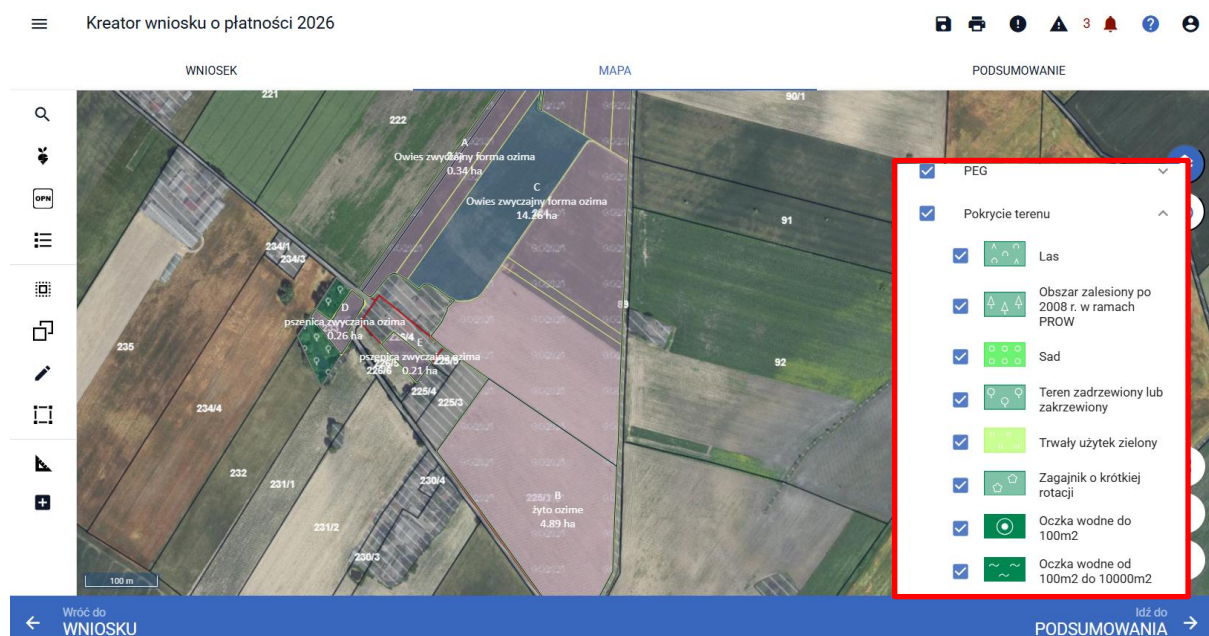 Kreator wniosku o płatności 2026
3
WNIOSEK
MAPA
PODSUMOWANIE
OPN
221
222
90/1
A
Owies zwyczajny forma ozima
0.34 ha
C
Owies zwyczajny forma ozima
14.26 ha
91
234/1
234/3
89
D
pszenica zwyczajna ozima
0.26 ha
E
pszenica zwyczajna ozima
0.21 ha
226/6
225/4
225/3
235
92
234/4
232
231/1
230/4
225/1
B
żyto ozime
4.89 ha
231/2
230/3
100 m
PEG
Pokrycie terenu
Las
Obszar zalesiony po
2008 r. w ramach
PROW
Sad
Teren zadrzewiony lub
zakrzewiony
Trwały użytek zielony
Zagajnik o krótkiej
rotacji
Oczka wodne do
100m2
Oczka wodne od
100m2 do 10000m2
Wróć do
WNIOSKU
Idź do
PODSUMOWANIA